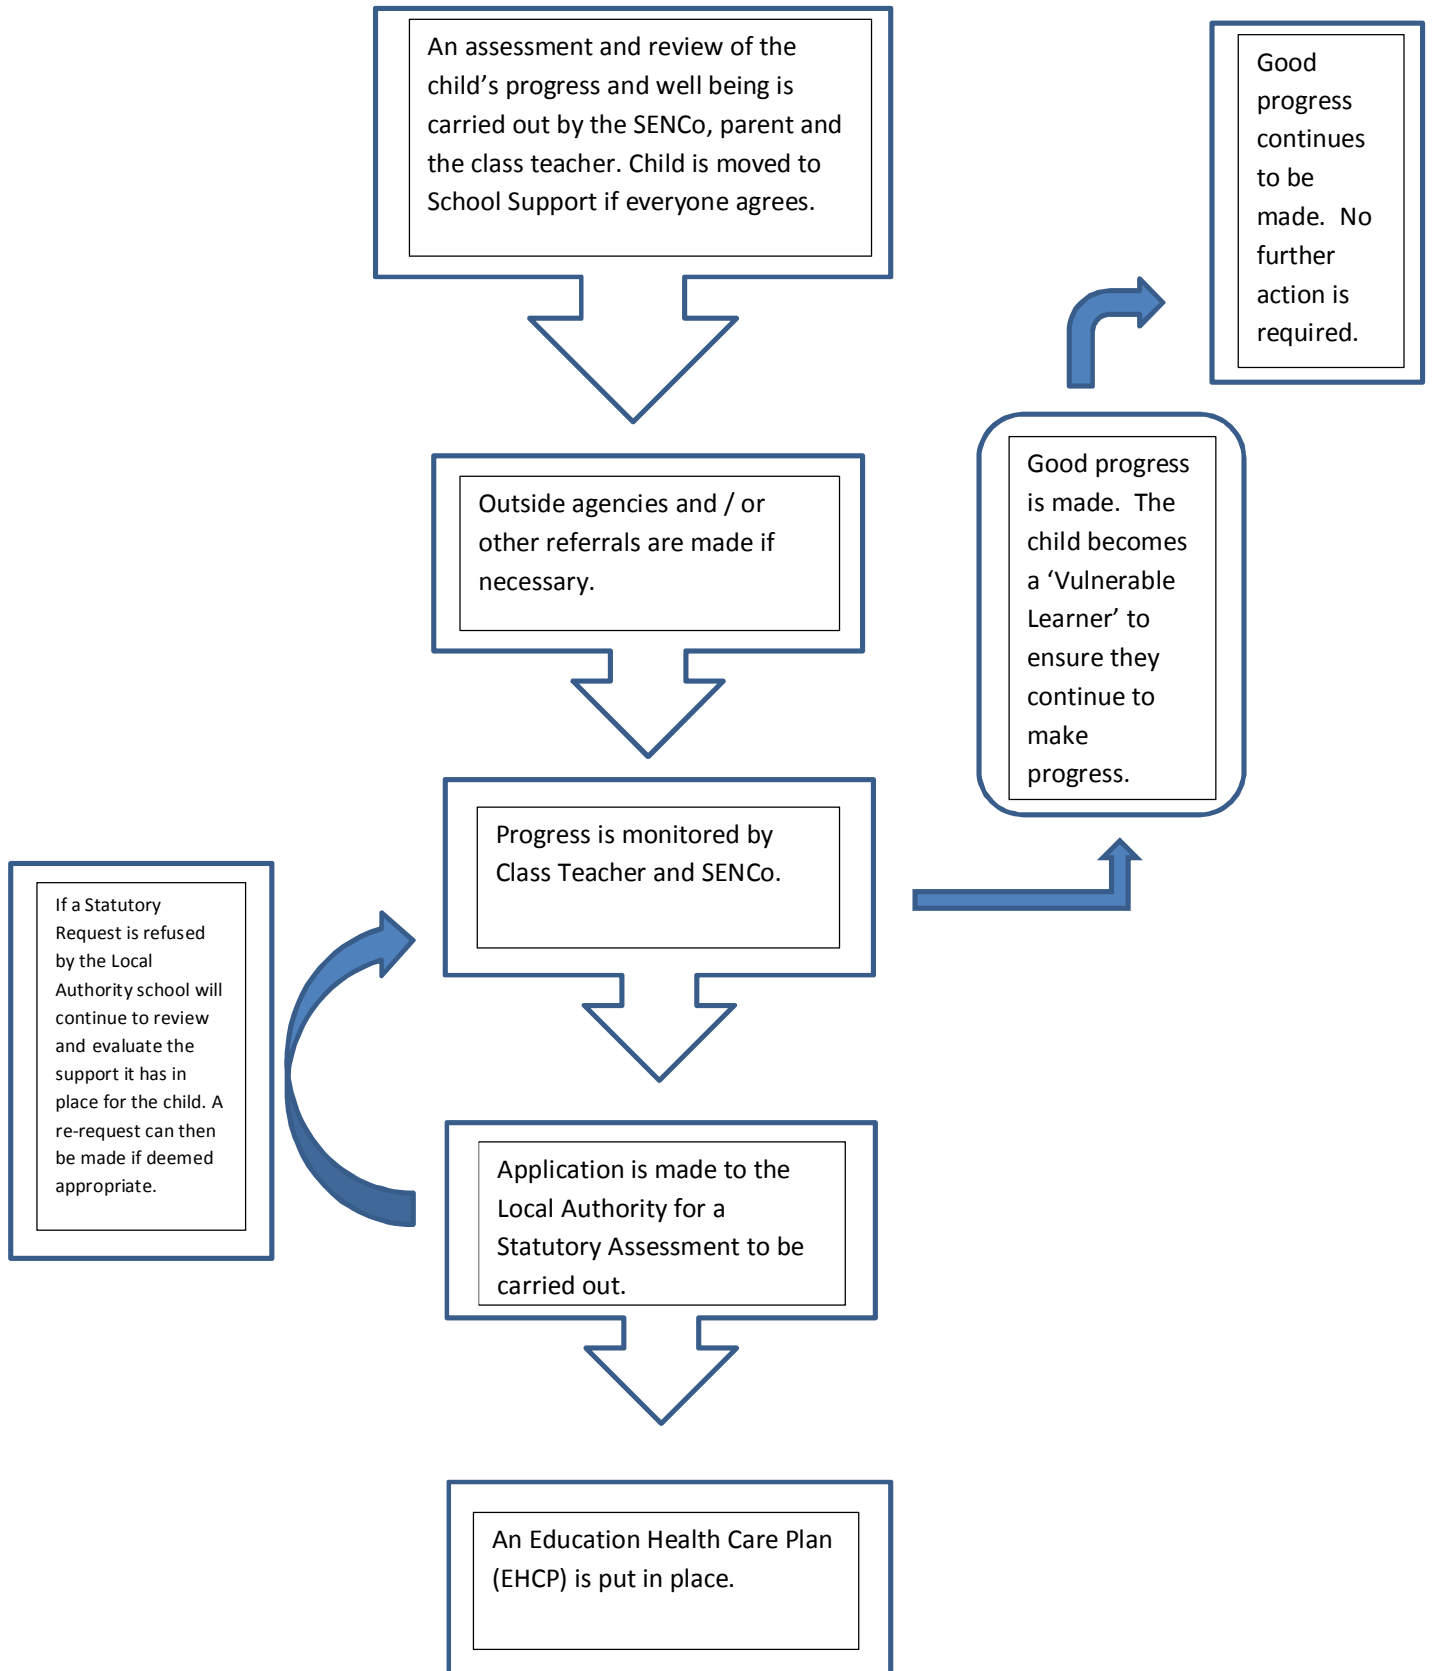 An assessment and review of the
child’s progress and well being is
carried out by the SENCo, parent and
the class teacher. Child is moved to
School Support if everyone agrees.
Good
progress
continues
to be
made.  No
further
action is
required.
Outside agencies and / or
other referrals are made if
necessary.
Good progress
is made.  The
child becomes
a ‘Vulnerable
Learner’ to
ensure they
continue to
make
progress.
Progress is monitored by
Class Teacher and SENCo.
If a Statutory
Request is refused
by the Local
Authority school will
continue to review
and evaluate the
support it has in
place for the child. A
re-request can then
be made if deemed
appropriate.
Application is made to the
Local Authority for a
Statutory Assessment to be
carried out.
An Education Health Care Plan
(EHCP) is put in place.